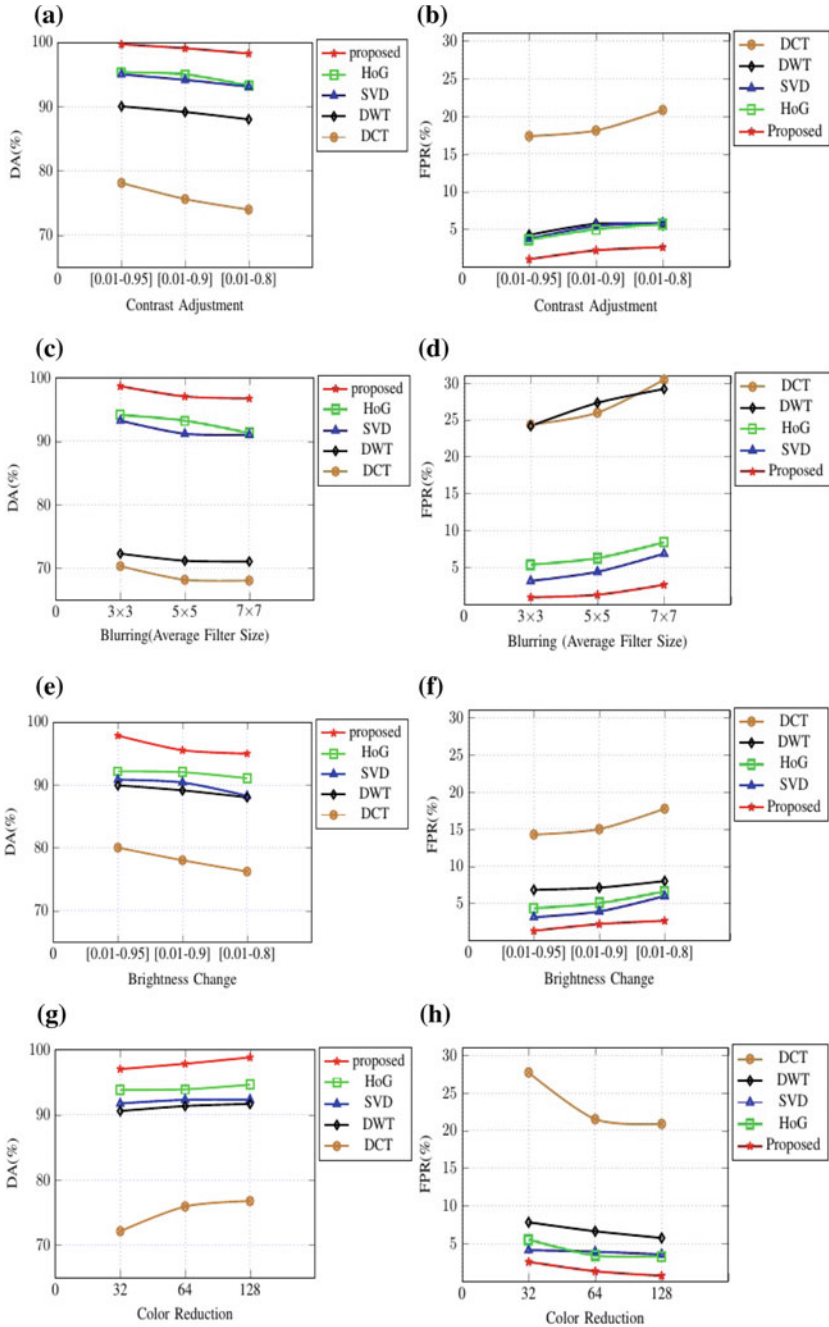 (a)
100
90
80
70
0
DA(%)
[0.01-0.95] [0.01-0.9] [0.01-0.8]
Contrast Adjustment
proposed
HoG
SVD
DWT
DCT
(b)
30
25
20
15
10
5
0
FPR(%)
[0.01-0.95] [0.01-0.9] [0.01-0.8]
Contrast Adjustment
DCT
DWT
SVD
HoG
Proposed
(c)
100
90
80
70
0
DA(%)
3×3 5×5 7×7
Blurring(Average Filter Size)
proposed
HoG
SVD
DWT
DCT
(d)
30
25
20
15
10
5
0
FPR(%)
3×3 5×5 7×7
Blurring (Average Filter Size)
DCT
DWT
HoG
SVD
Proposed
(e)
100
90
80
70
0
DA(%)
[0.01-0.95] [0.01-0.9] [0.01-0.8]
Brightness Change
proposed
HoG
SVD
DWT
DCT
(f)
30
25
20
15
10
5
0
FPR(%)
[0.01-0.95] [0.01-0.9] [0.01-0.8]
Brightness Change
DCT
DWT
HoG
SVD
Proposed
(g)
100
90
80
70
0
DA(%)
32 64 128
Color Reduction
proposed
HoG
SVD
DWT
DCT
(h)
30
25
20
15
10
5
0
FPR(%)
32 64 128
Color Reduction
DCT
DWT
SVD
HoG
Proposed